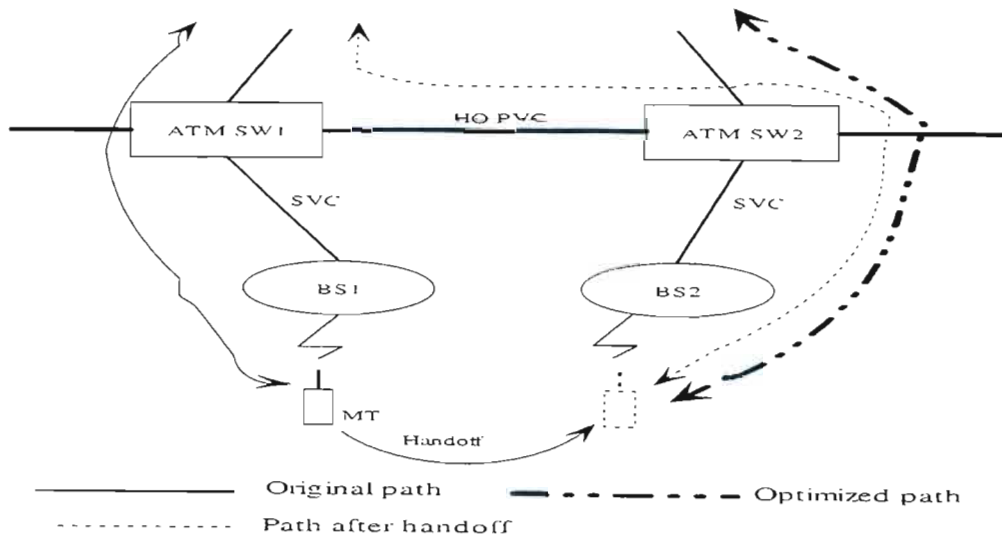 HO PVC
ATM SW1
ATM SW2
SVC
SVC
BS1
BS2
MT
Handoff
Original path
Optimized path
Path after handoff